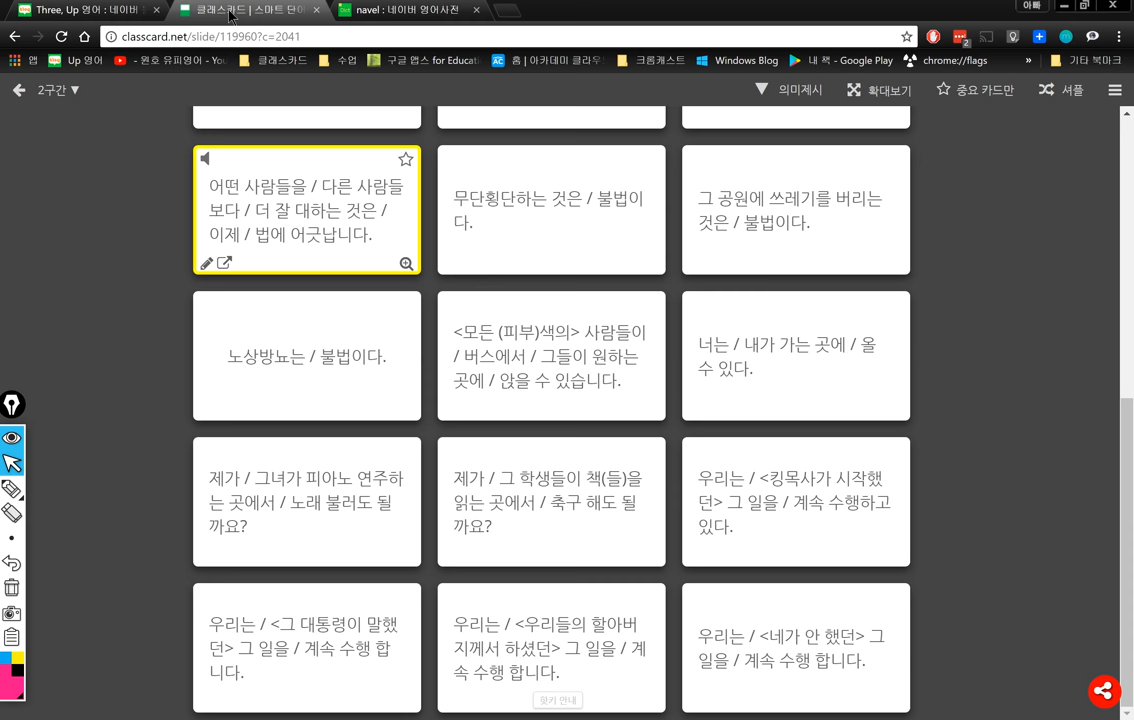 Three, Up 영어 : 네이버
클래스카드 | 스마트 단어
navel : 네이버 영어사전
아빠
classcard.net/slide/119960?c=2041
2
앱
Up 영어
- 원호 유피영어 - You
클래스카드
수업
구글 앱스 for Educati
홈 | 아카데미 클라우
크롬캐스트
Windows Blog
내 책 - Google Play
chrome://flags
»
기타 북마크
2구간 ▼
의미제시
확대보기
중요 카드만
셔플
어떤 사람들을 / 다른 사람들
보다 / 더 잘 대하는 것은 /
이제 / 법에 어긋납니다.
무단횡단하는 것은 / 불법이
다.
그 공원에 쓰레기를 버리는
것은 / 불법이다.
노상방뇨는 / 불법이다.
<모든 (피부)색의> 사람들이
/ 버스에서 / 그들이 원하는
곳에 / 앉을 수 있습니다.
너는 / 내가 가는 곳에 / 올
수 있다.
제가 / 그녀가 피아노 연주하
는 곳에서 / 노래 불러도 될
까요?
제가 / 그 학생들이 책(들)을
읽는 곳에서 / 축구 해도 될
까요?
우리는 / <킹목사가 시작했
던> 그 일을 / 계속 수행하고
있다.
우리는 / <그 대통령이 말했
던> 그 일을 / 계속 수행 합
니다.
우리는 / <우리들의 할아버
지께서 하셨던> 그 일을 / 계
속 수행 합니다.
우리는 / <네가 안 했던> 그
일을 / 계속 수행 합니다.
핫키 안내